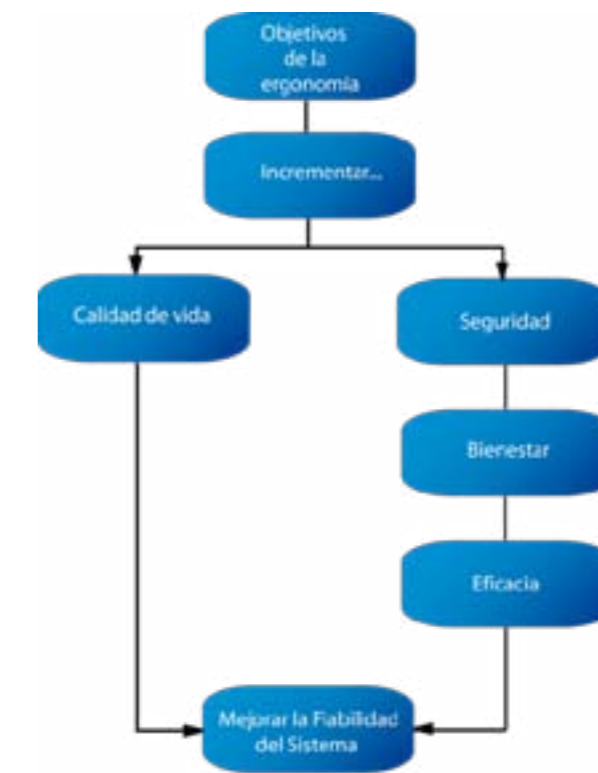 Objetivos
de la
ergonomía
Incrementar...
Calidad de vida
Seguridad
Bienestar
Eficacia
Mejorar la Fiabilidad
del Sistema